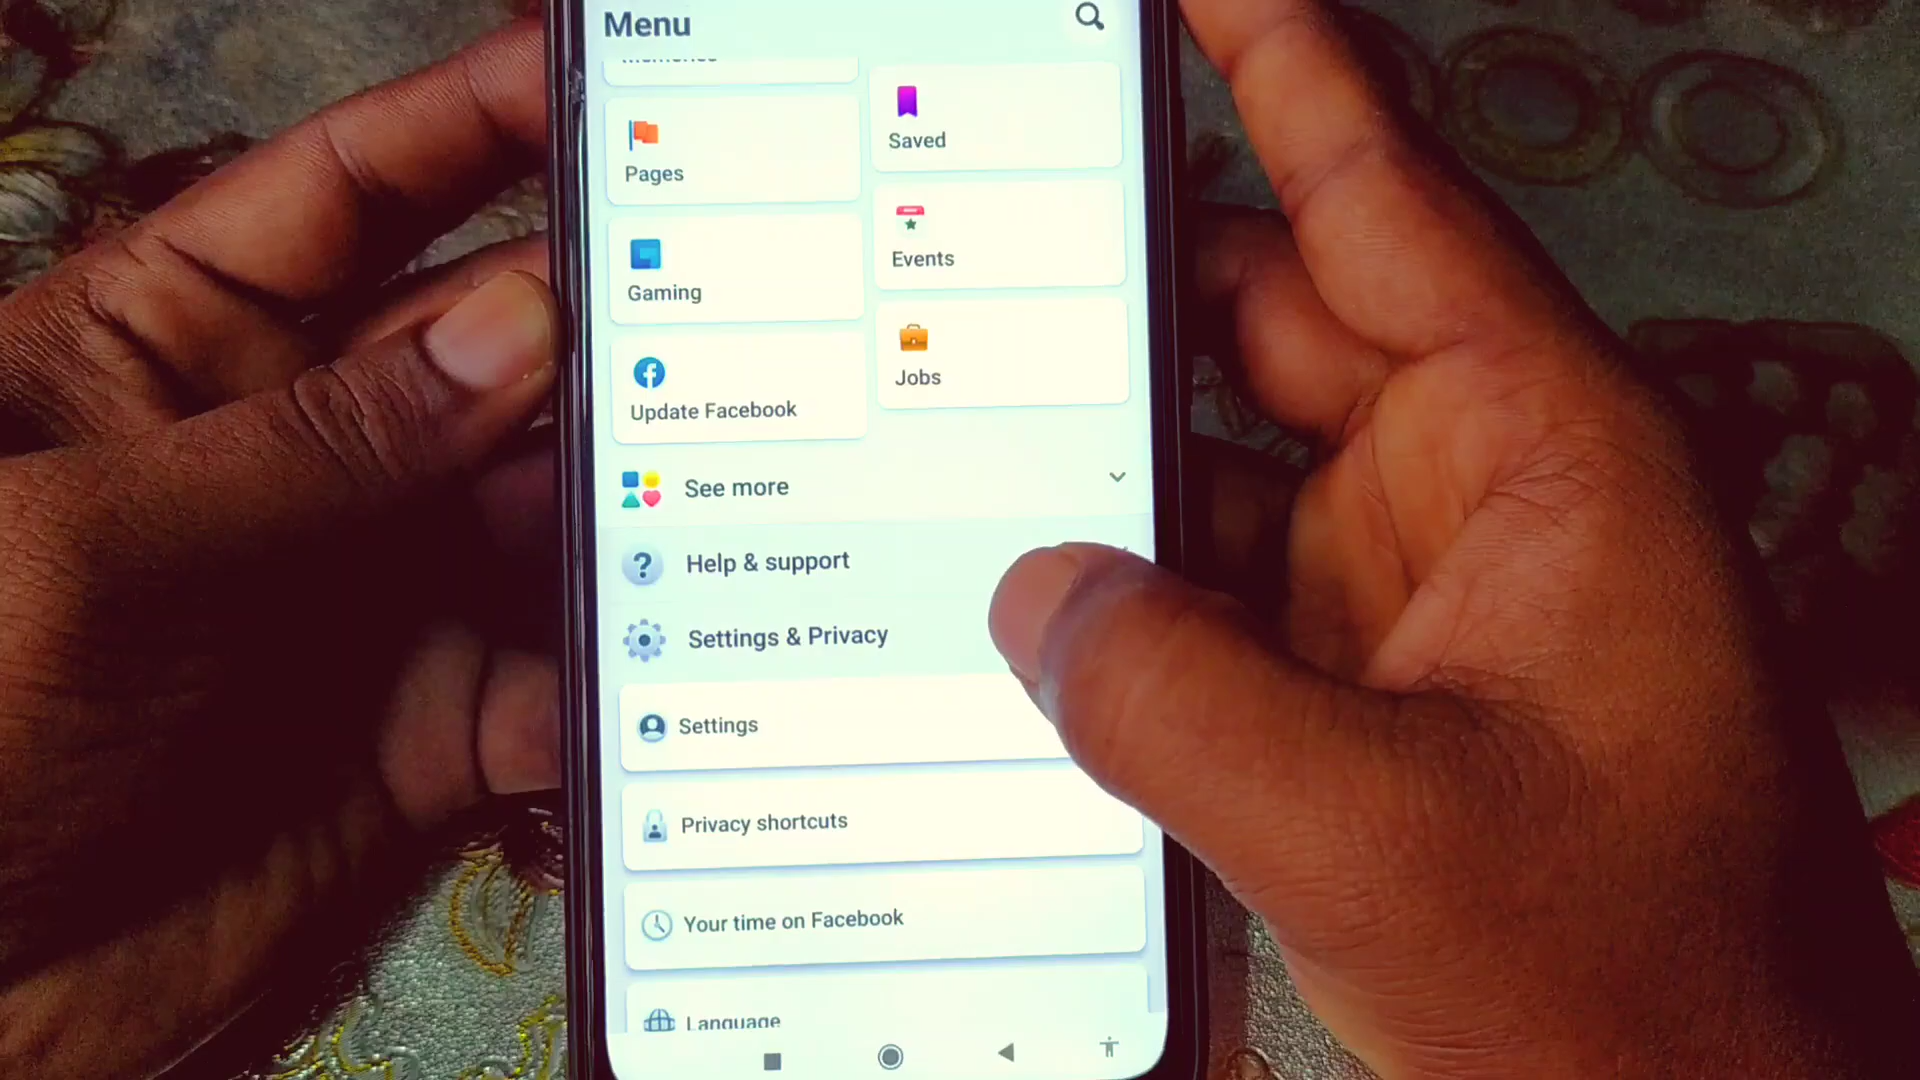 Menu
Memories
Saved
Pages
Events
Gaming
Jobs
Update Facebook
See more
Help & support
Settings & Privacy
Settings
Privacy shortcuts
Your time on Facebook
Language